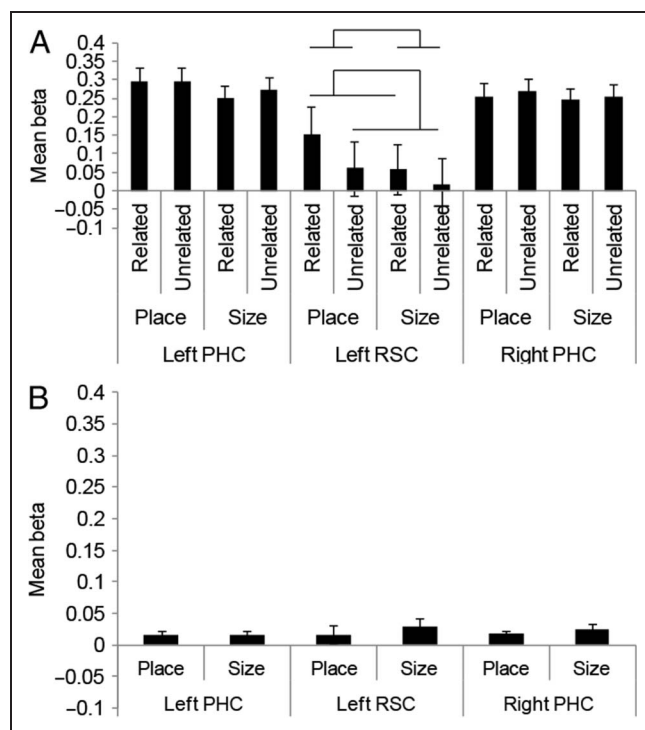 A
Mean beta
0.4
0.35
0.3
0.25
0.2
0.15
0.1
0.05
0
−0.05
−0.1
Related
Unrelated
Related
Unrelated
Related
Unrelated
Related
Unrelated
Related
Unrelated
Related
Unrelated
Place Size Place Size Place Size
Left PHC Left RSC Right PHC
B
Mean beta
0.4
0.35
0.3
0.25
0.2
0.15
0.1
0.05
0
−0.05
−0.1
Place Size Place Size Place Size
Left PHC Left RSC Right PHC